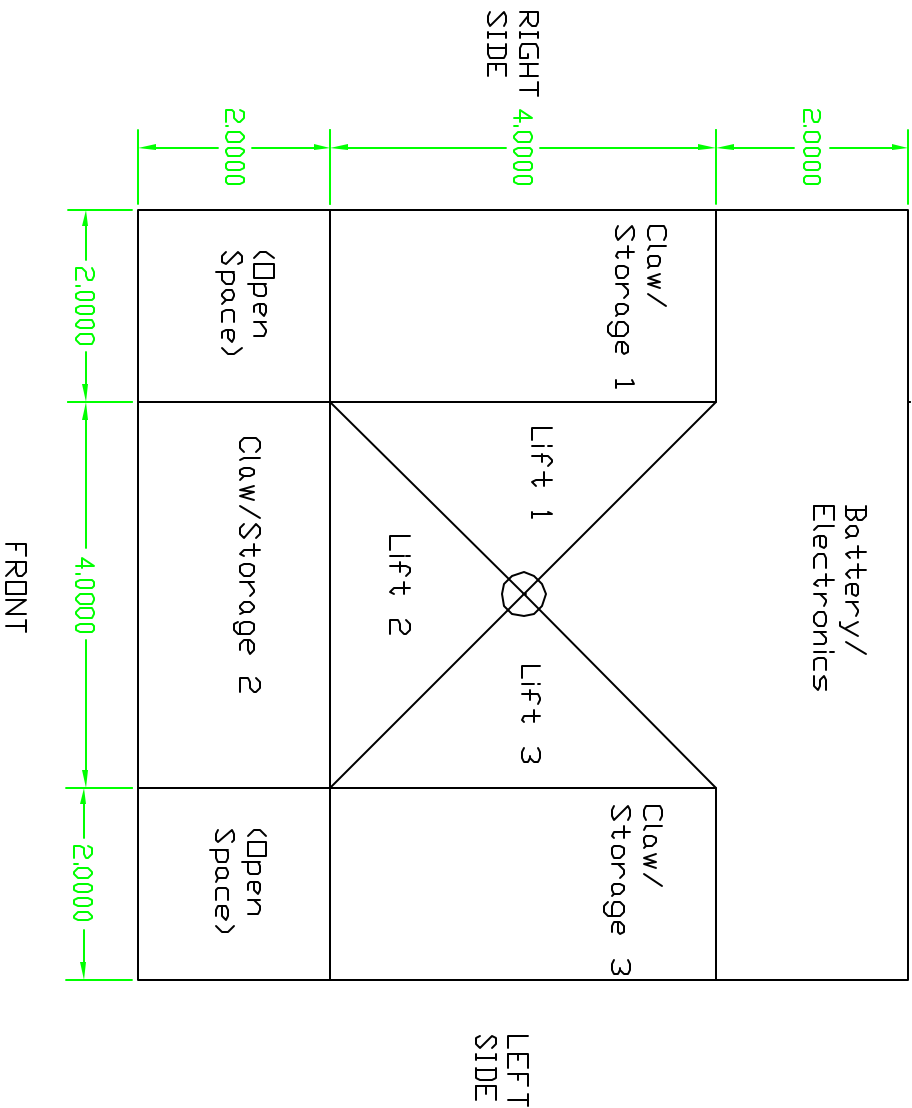 RIGHT
SIDE
2.0000
4.0000
2.0000
Claw/
Storage 1
(Open
Space)
2.0000
Lift 1
Battery/
Electronics
Claw/Storage 2
Lift 2
4.0000
FRONT
Lift 3
Claw/
Storage 3
(Open
Space)
2.0000
LEFT
SIDE